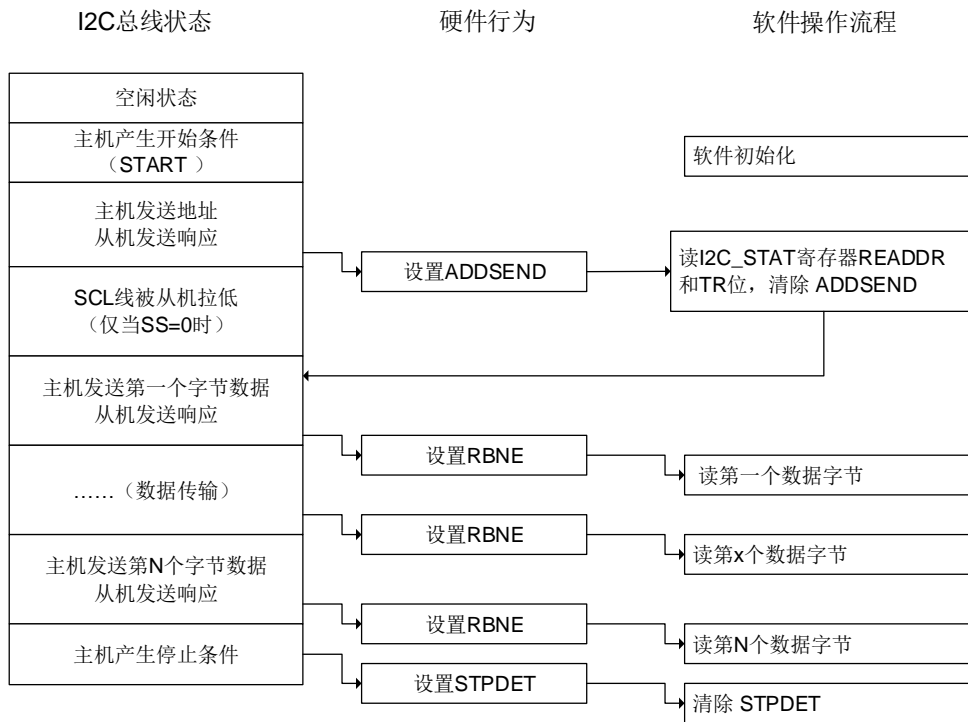 I2C总线状态
硬件行为
软件操作流程
空闲状态
主机产生开始条件
（START ）
软件初始化
主机发送地址
从机发送响应
设置ADDSEND
读I2C_STAT寄存器READDR
和TR位，清除 ADDSEND
SCL线被从机拉低
（仅当SS=0时）
主机发送第一个字节数据
从机发送响应
设置RBNE
读第一个数据字节
……（数据传输）
设置RBNE
读第x个数据字节
主机发送第N个字节数据
从机发送响应
设置RBNE
读第N个数据字节
主机产生停止条件
设置STPDET
清除 STPDET